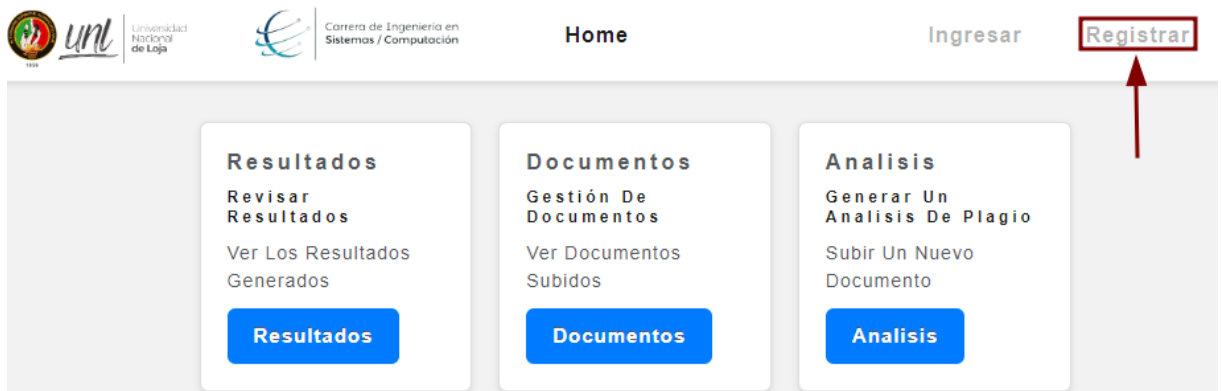 unl
Universidad
Nacional
de Loja
1859
Carrera de Ingeniería en
Sistemas / Computación
Home
Ingresar
Registrar
Resultados
Revisar
Resultados
Ver Los Resultados
Generados
Resultados
Documentos
Gestión De
Documentos
Ver Documentos
Subidos
Documentos
Analisis
Generar Un
Analisis De Plagio
Subir Un Nuevo
Documento
Analisis